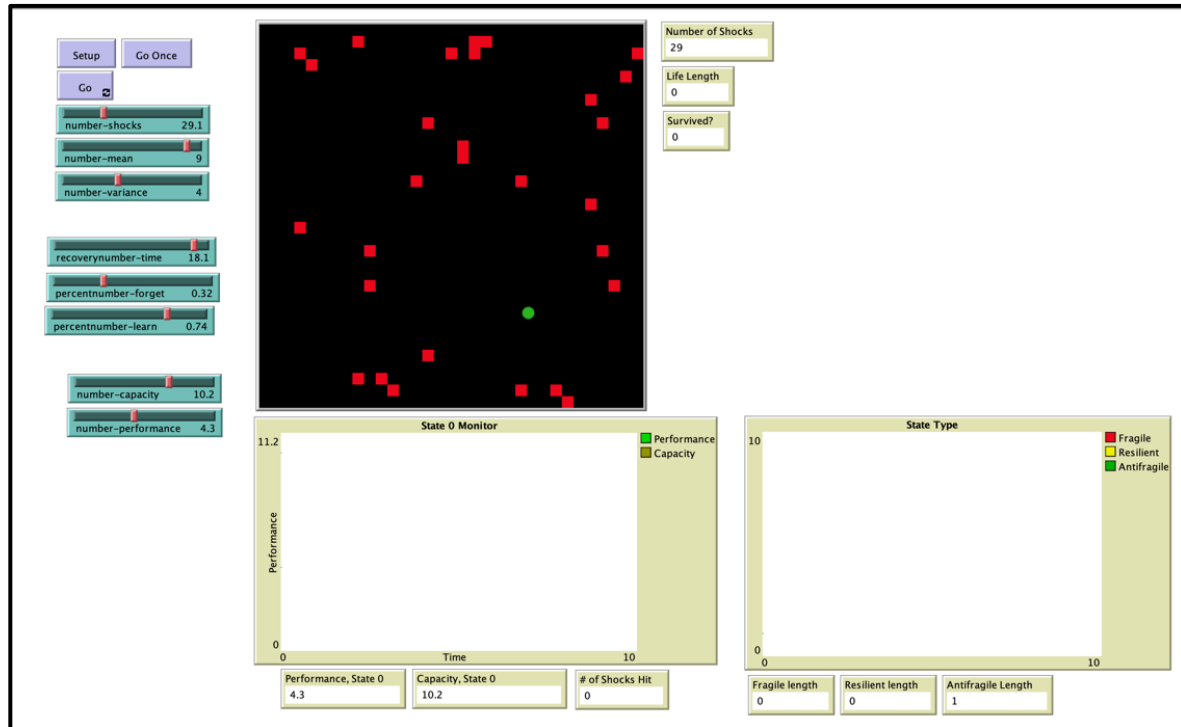 Setup
Go Once
Go
number-shocks 29.1
number-mean 9
number-variance 4
recoverynumber-time 18.1
percentnumber-forget 0.32
percentnumber-learn 0.74
number-capacity 10.2
number-performance 4.3
Number of Shocks
29
Life Length
0
Survived?
0
State 0 Monitor
11.2
Performance
0
0
Time
10
Performance
Capacity
Performance, State 0
4.3
Capacity, State 0
10.2
# of Shocks Hit
0
State Type
10
0
0
10
Fragile
Resilient
Antifragile
Fragile length
0
Resilient length
0
Antifragile Length
1